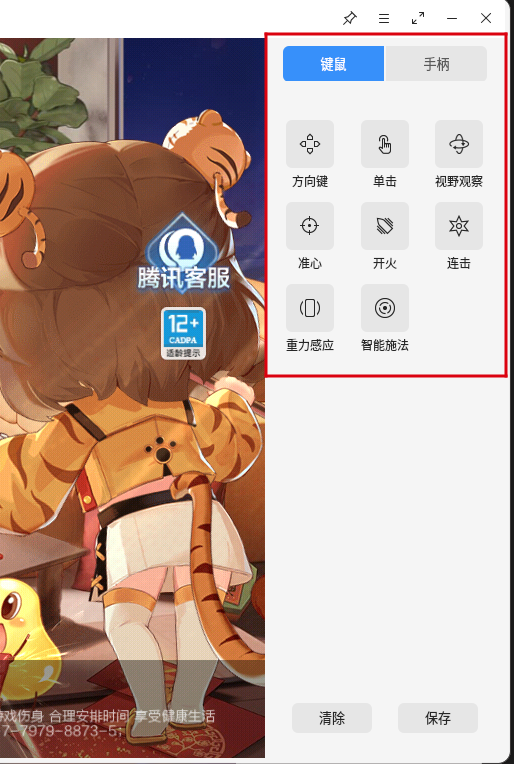 键鼠
手柄
方向键
单击
视野观察
准心
开火
连击
重力感应
智能施法
腾讯客服
12+
CADPA
适龄提示
戏伤身 合理安排时间 享受健康生活
7-7979-8873-5;
清除
保存